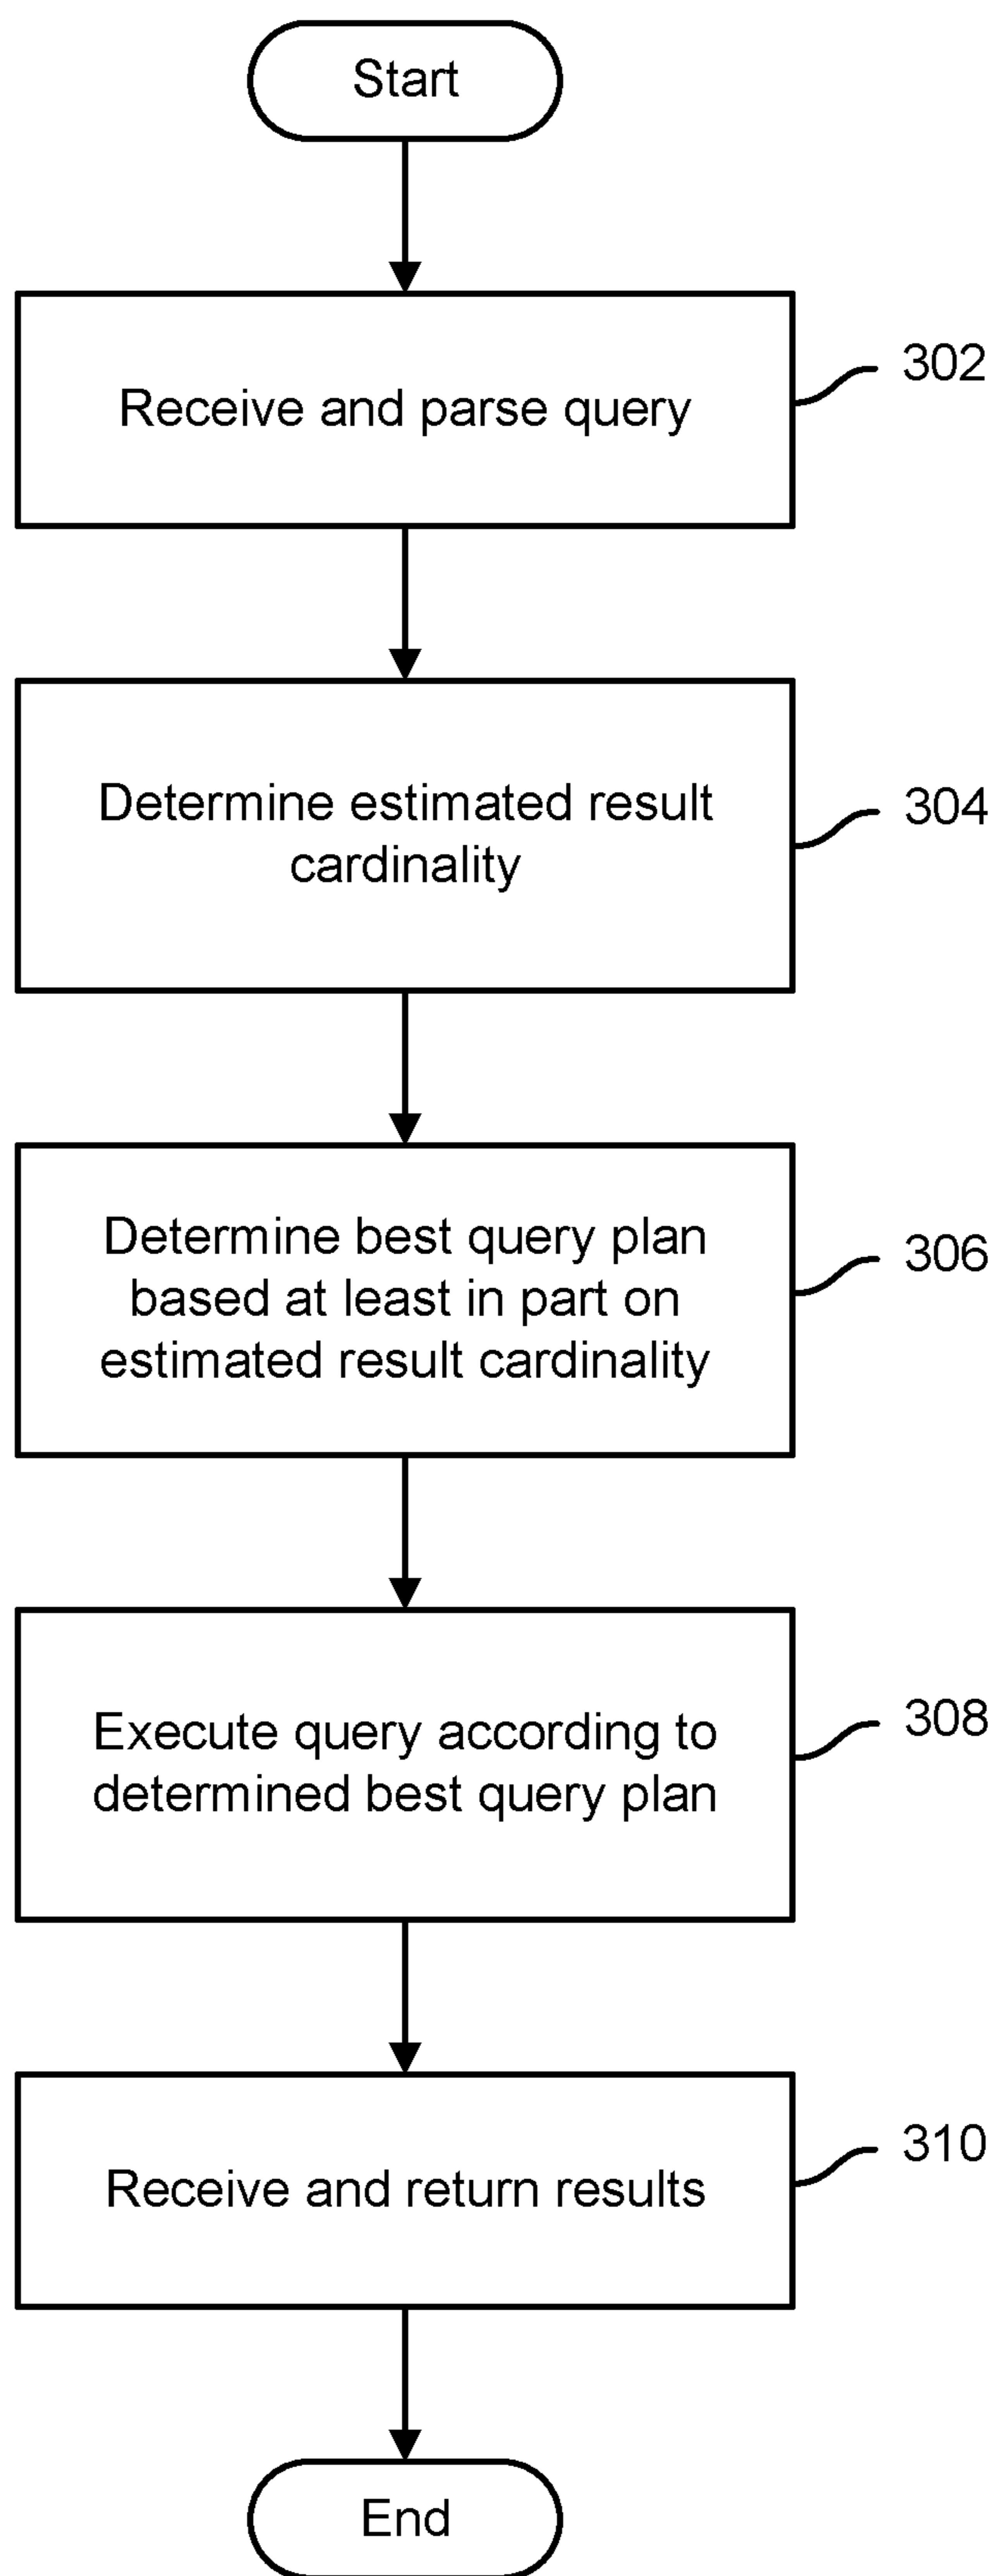 Start
Receive and parse query
302
Determine estimated result
cardinality
304
Determine best query plan
based at least in part on
estimated result cardinality
306
Execute query according to
determined best query plan
308
Receive and return results
310
End